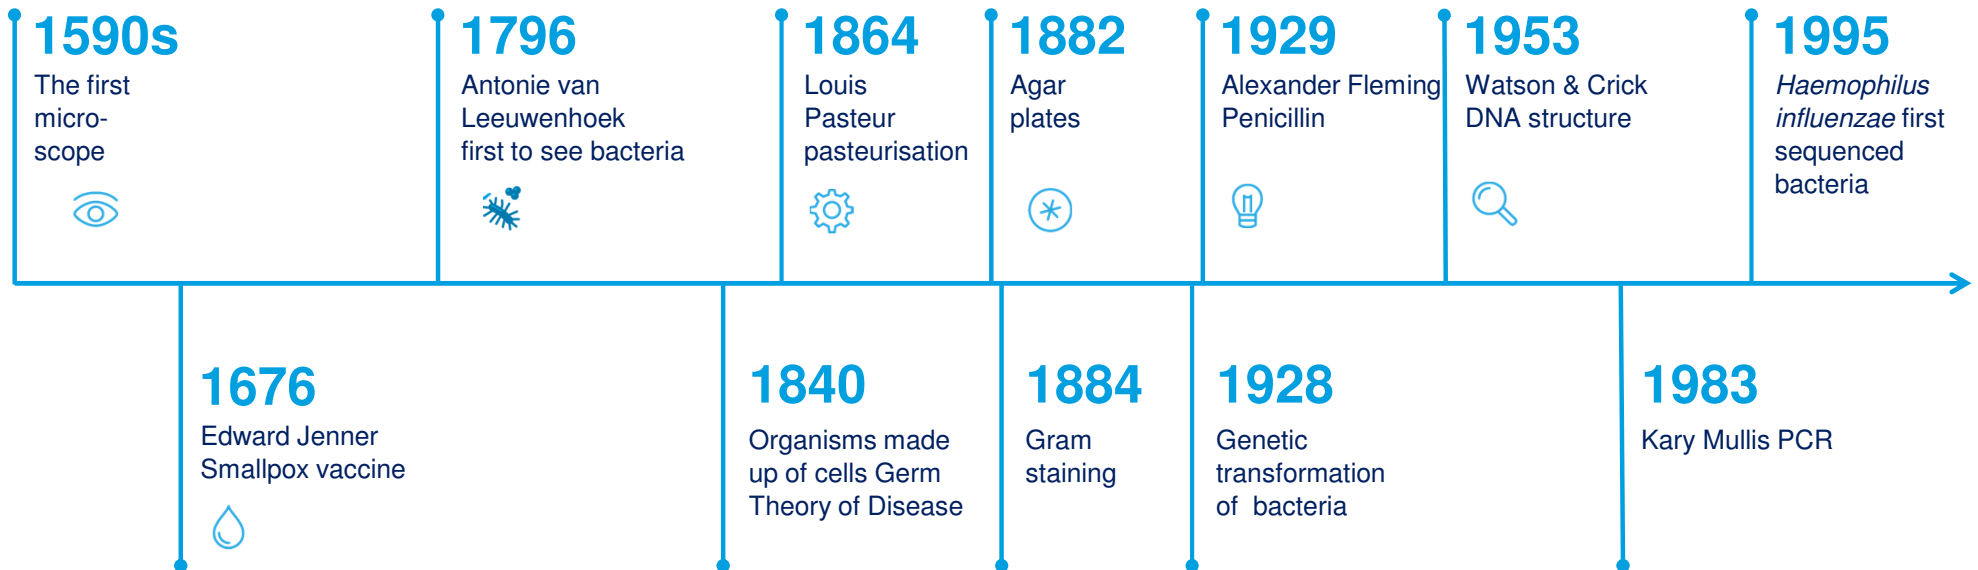 1590s
The first
micro-
scope
1796
Antonie van
Leeuwenhoek
first to see bacteria
1864
Louis
Pasteur
pasteurisation
1882
Agar
plates
1929
Alexander Fleming
Penicillin
1953
Watson & Crick
DNA structure
1995
Haemophilus
influenzae first
sequenced
bacteria
1676
Edward Jenner
Smallpox vaccine
1840
Organisms made
up of cells Germ
Theory of Disease
1884
Gram
staining
1928
Genetic
transformation
of bacteria
1983
Kary Mullis PCR